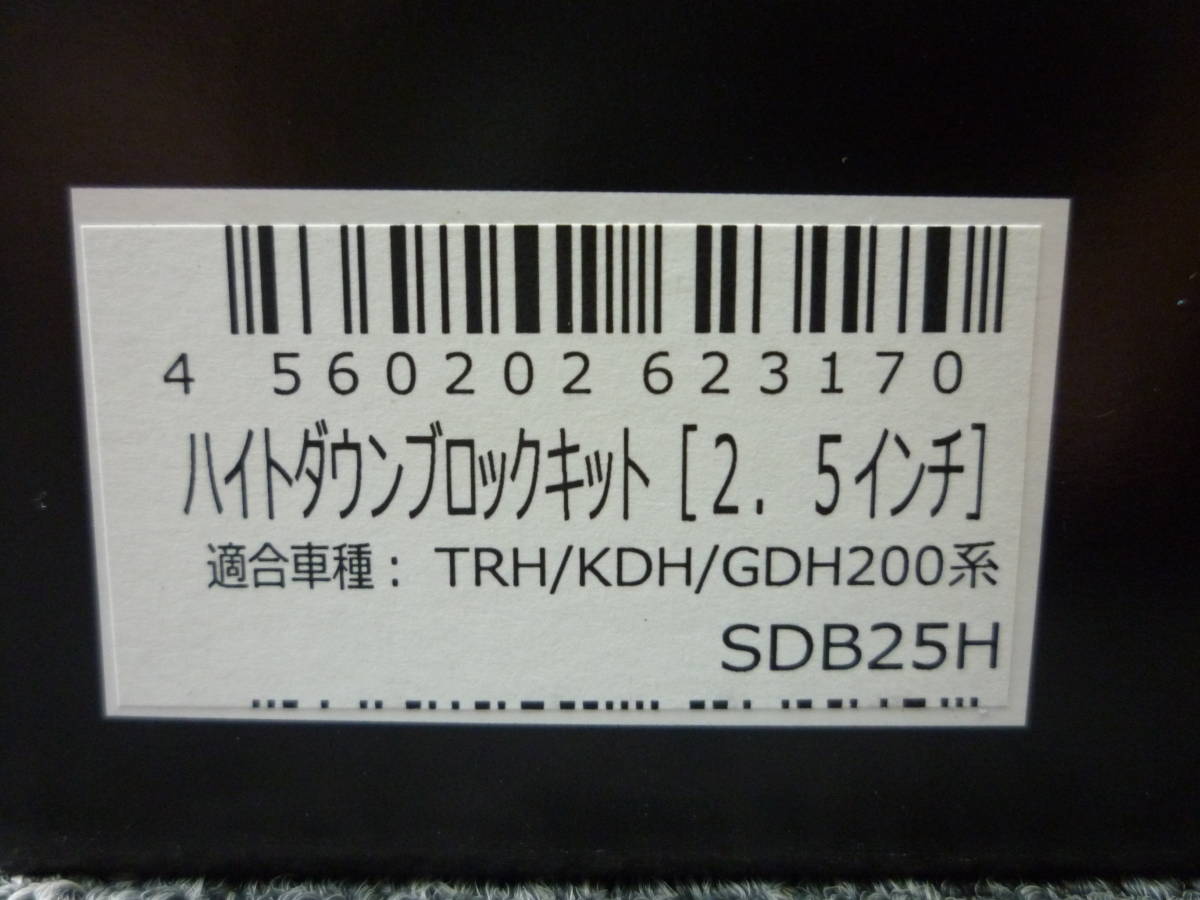 4 560202 623170
ハイトダウンブロックキット［2．5インチ］
適合車種： TRH/KDH/GDH200系
SDB25H